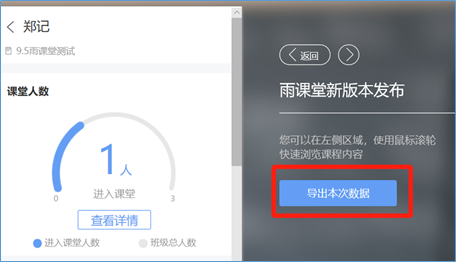 郑记
9.5雨课堂测试
课堂人数
1人
进入课堂
0
3
查看详情
进入课堂人数
班级总人数
返回
雨课堂新版本发布
您可以在左侧区域，使用鼠标滚轮
快速浏览课程内容
导出本次数据